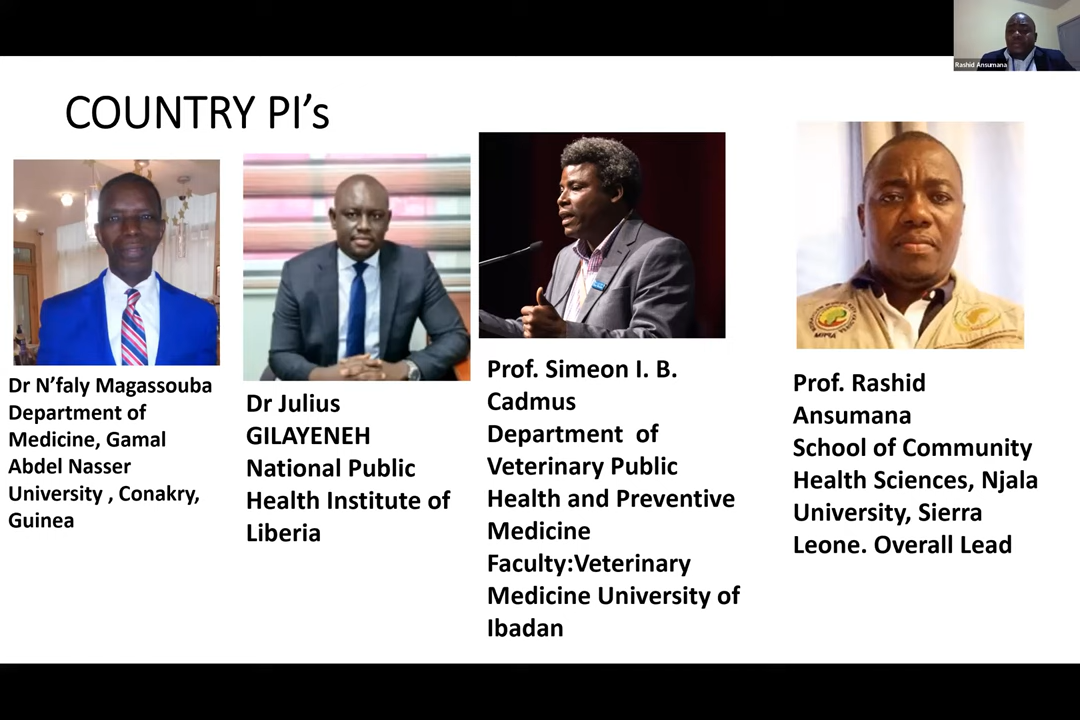 Rashid Ansumana
COUNTRY PI's
Dr N'faly Magassouba
Department of
Medicine, Gamal
Abdel Nasser
University , Conakry,
Guinea
Dr Julius
GILAYENEH
National Public
Health Institute of
Liberia
Prof. Simeon I. B.
Cadmus
Department of
Veterinary Public
Health and Preventive
Medicine
Faculty:Veterinary
Medicine University of
Ibadan
Prof. Rashid
Ansumana
School of Community
Health Sciences, Njala
University, Sierra
Leone. Overall Lead